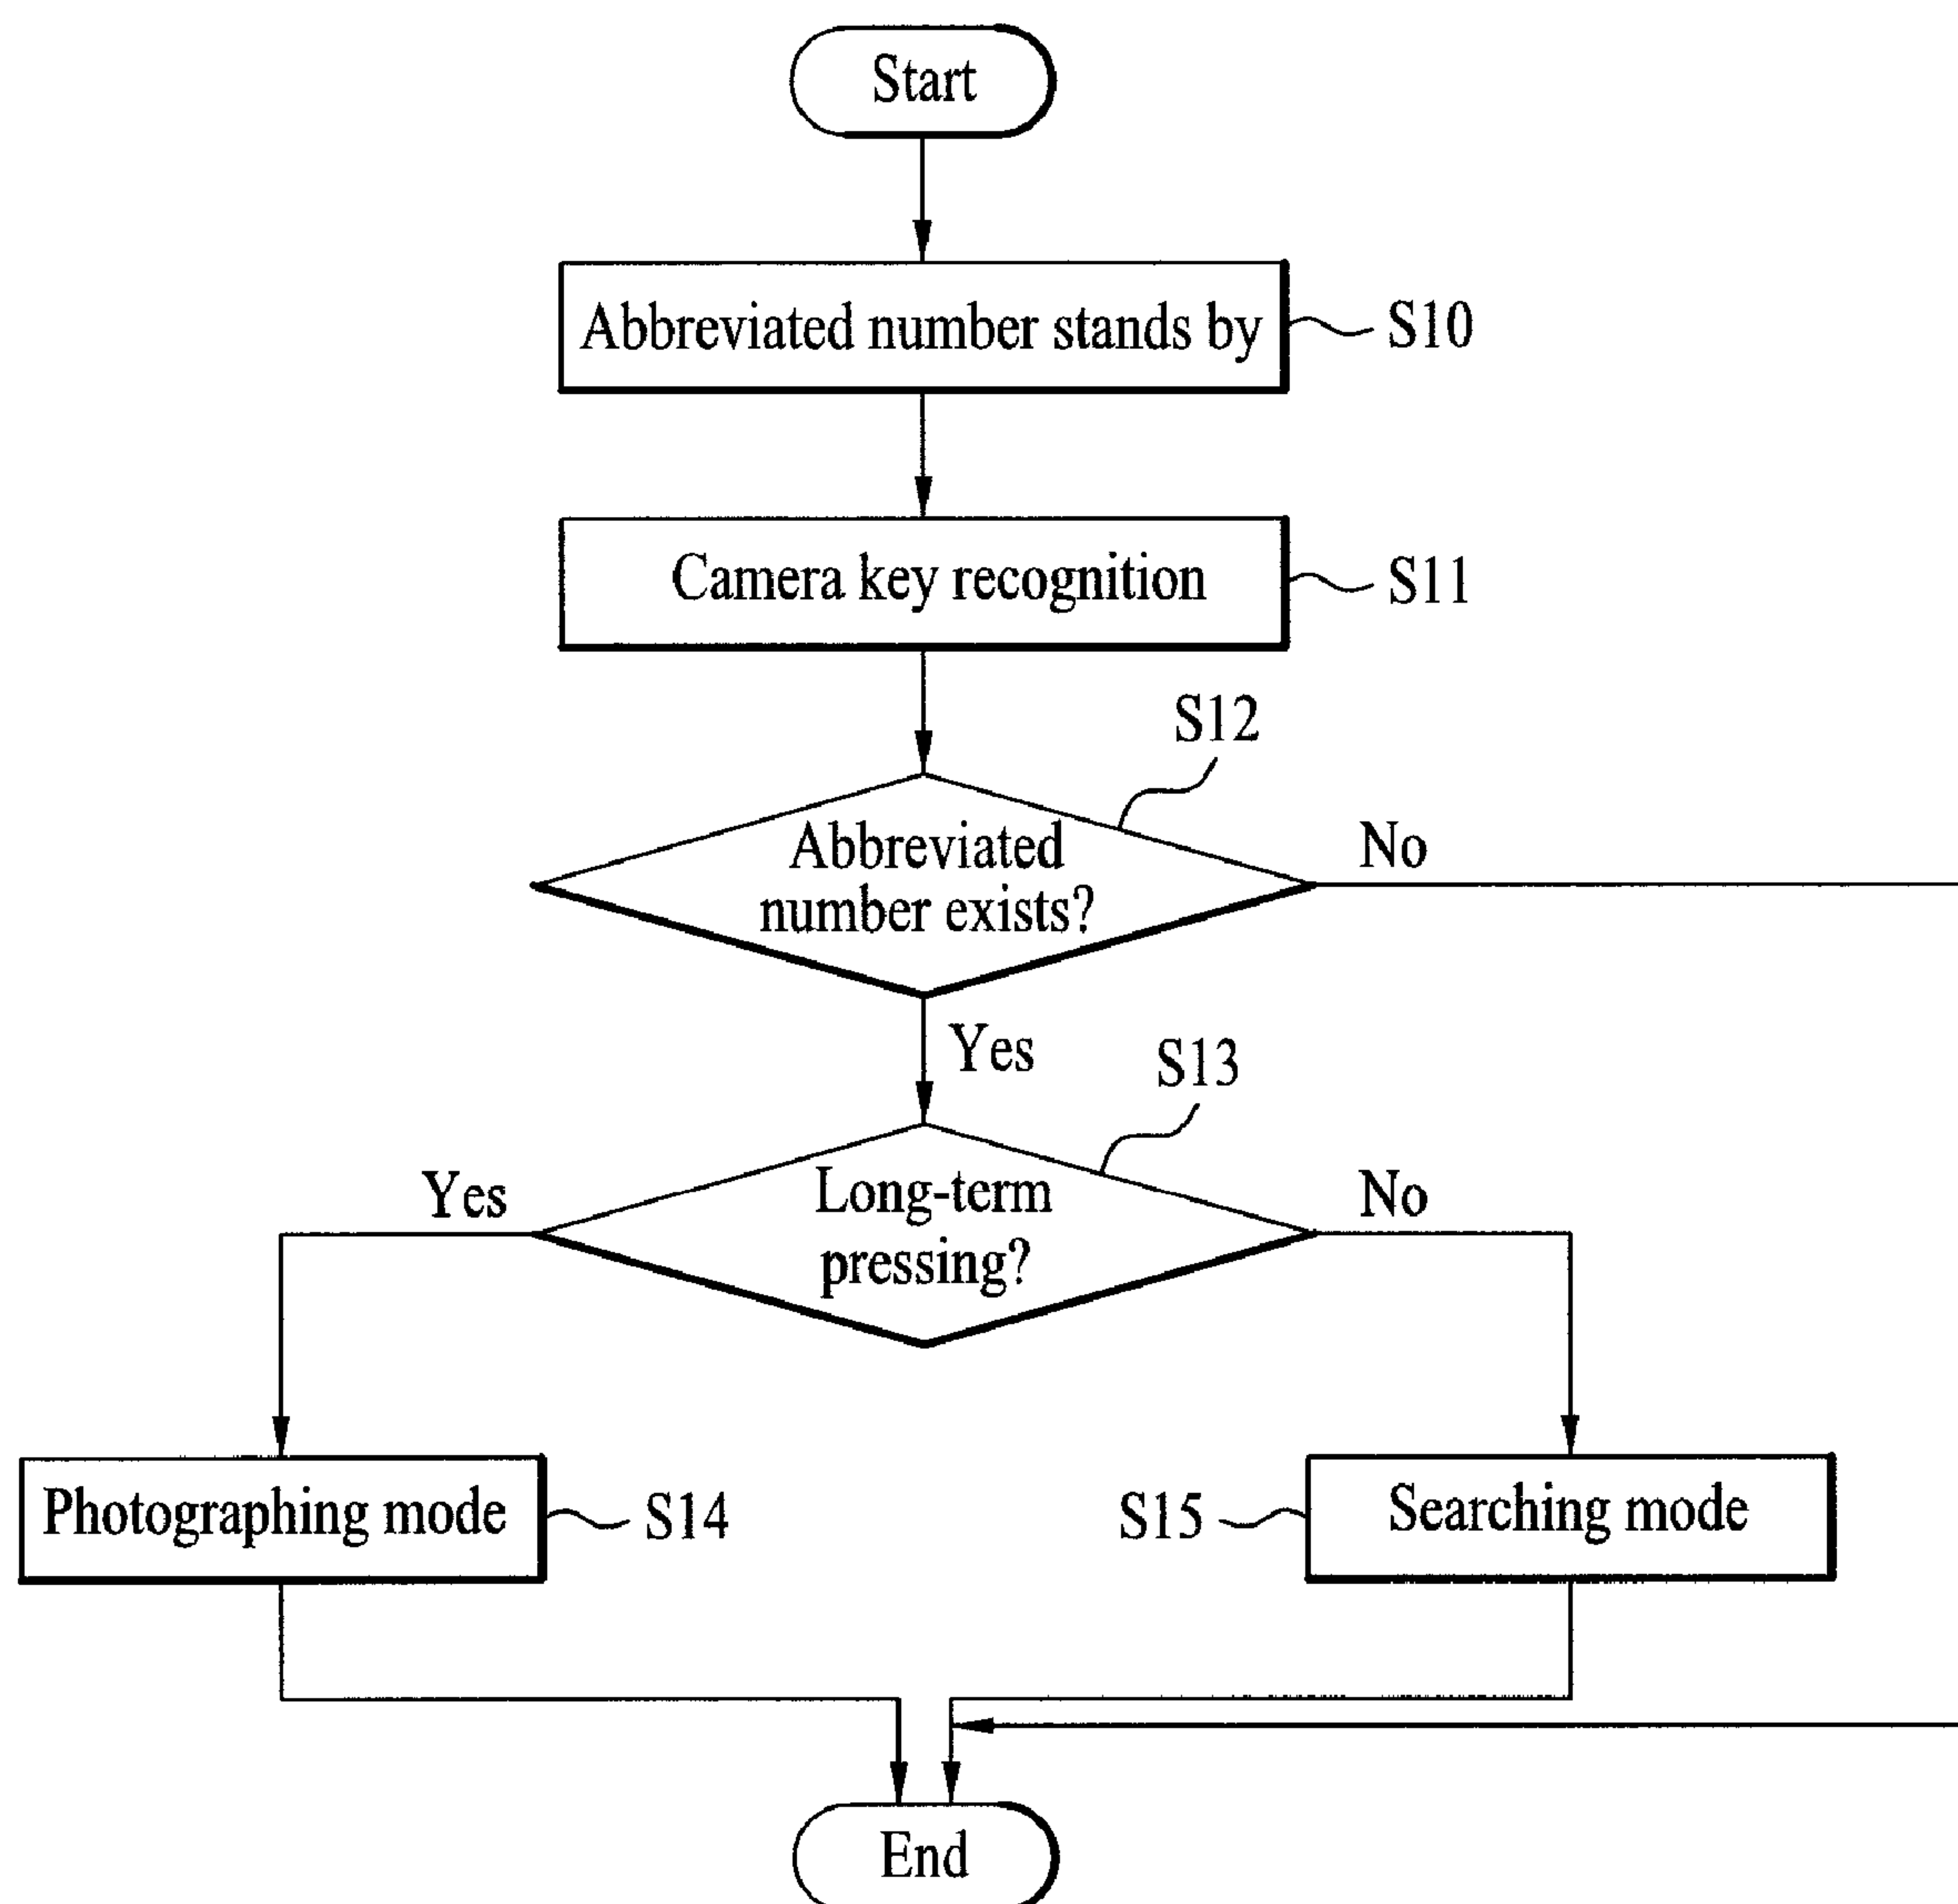 Start
Abbreviated number stands by
S10
Camera key recognition
S11
S12
Abbreviated
number exists?
No
Yes
S13
Long-term
pressing?
Yes
No
Photographing mode
S14
S15
Searching mode
End